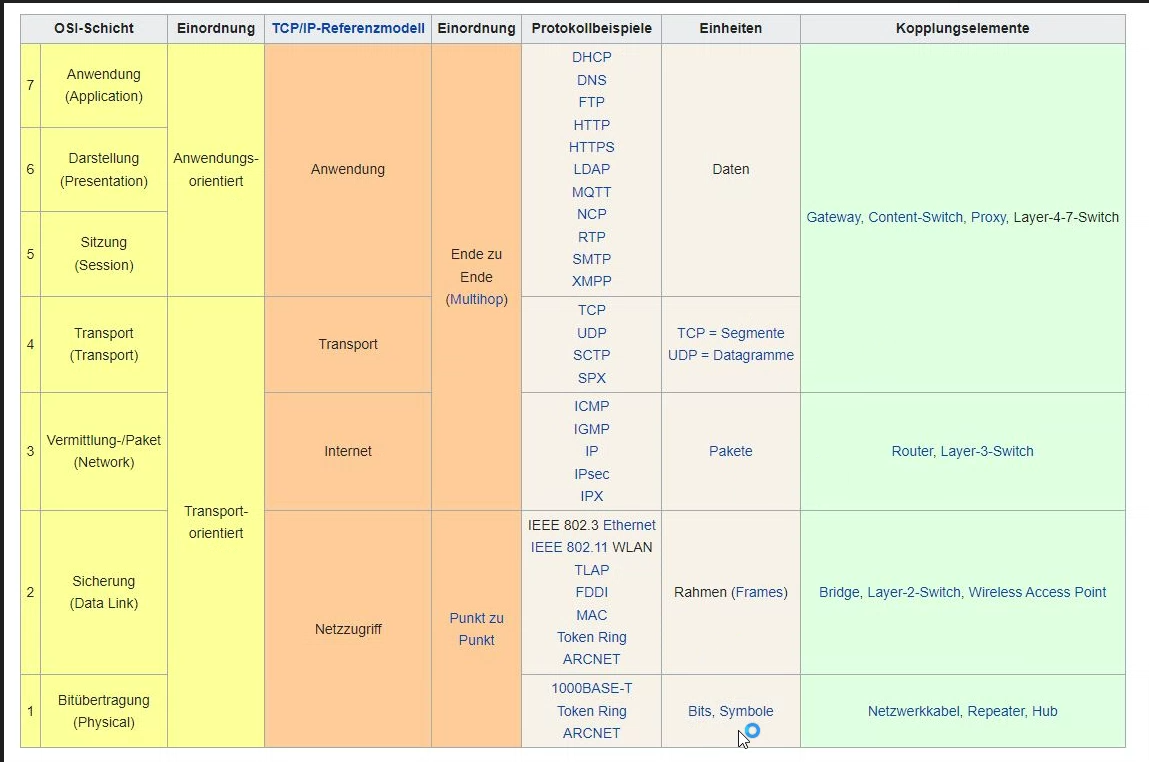 OSI-Schicht Einordnung TCP/IP-Referenzmodell Einordnung Protokollbeispiele Einheiten Kopplungselemente
7
Anwendung
(Application)
Anwendungs-
orientiert
Anwendung
Ende zu
Ende
(Multihop)
DHCP
DNS
FTP
HTTP
HTTPS
LDAP
MQTT
NCP
RTP
SMTP
XMPP
Daten
Gateway, Content-Switch, Proxy, Layer-4-7-Switch
6
Darstellung
(Presentation)
5
Sitzung
(Session)
4
Transport
(Transport)
Transport-
orientiert
Transport
TCP
UDP
SCTP
SPX
TCP = Segmente
UDP = Datagramme
3
Vermittlung-/Paket
(Network)
Internet
ICMP
IGMP
IP
IPsec
IPX
Pakete
Router, Layer-3-Switch
2
Sicherung
(Data Link)
Netzzugriff
Punkt zu
Punkt
IEEE 802.3 Ethernet
IEEE 802.11 WLAN
TLAP
FDDI
MAC
Token Ring
ARCNET
Rahmen (Frames)
Bridge, Layer-2-Switch, Wireless Access Point
1
Bitübertragung
(Physical)
1000BASE-T
Token Ring
ARCNET
Bits, Symbole
Netzwerkkabel, Repeater, Hub